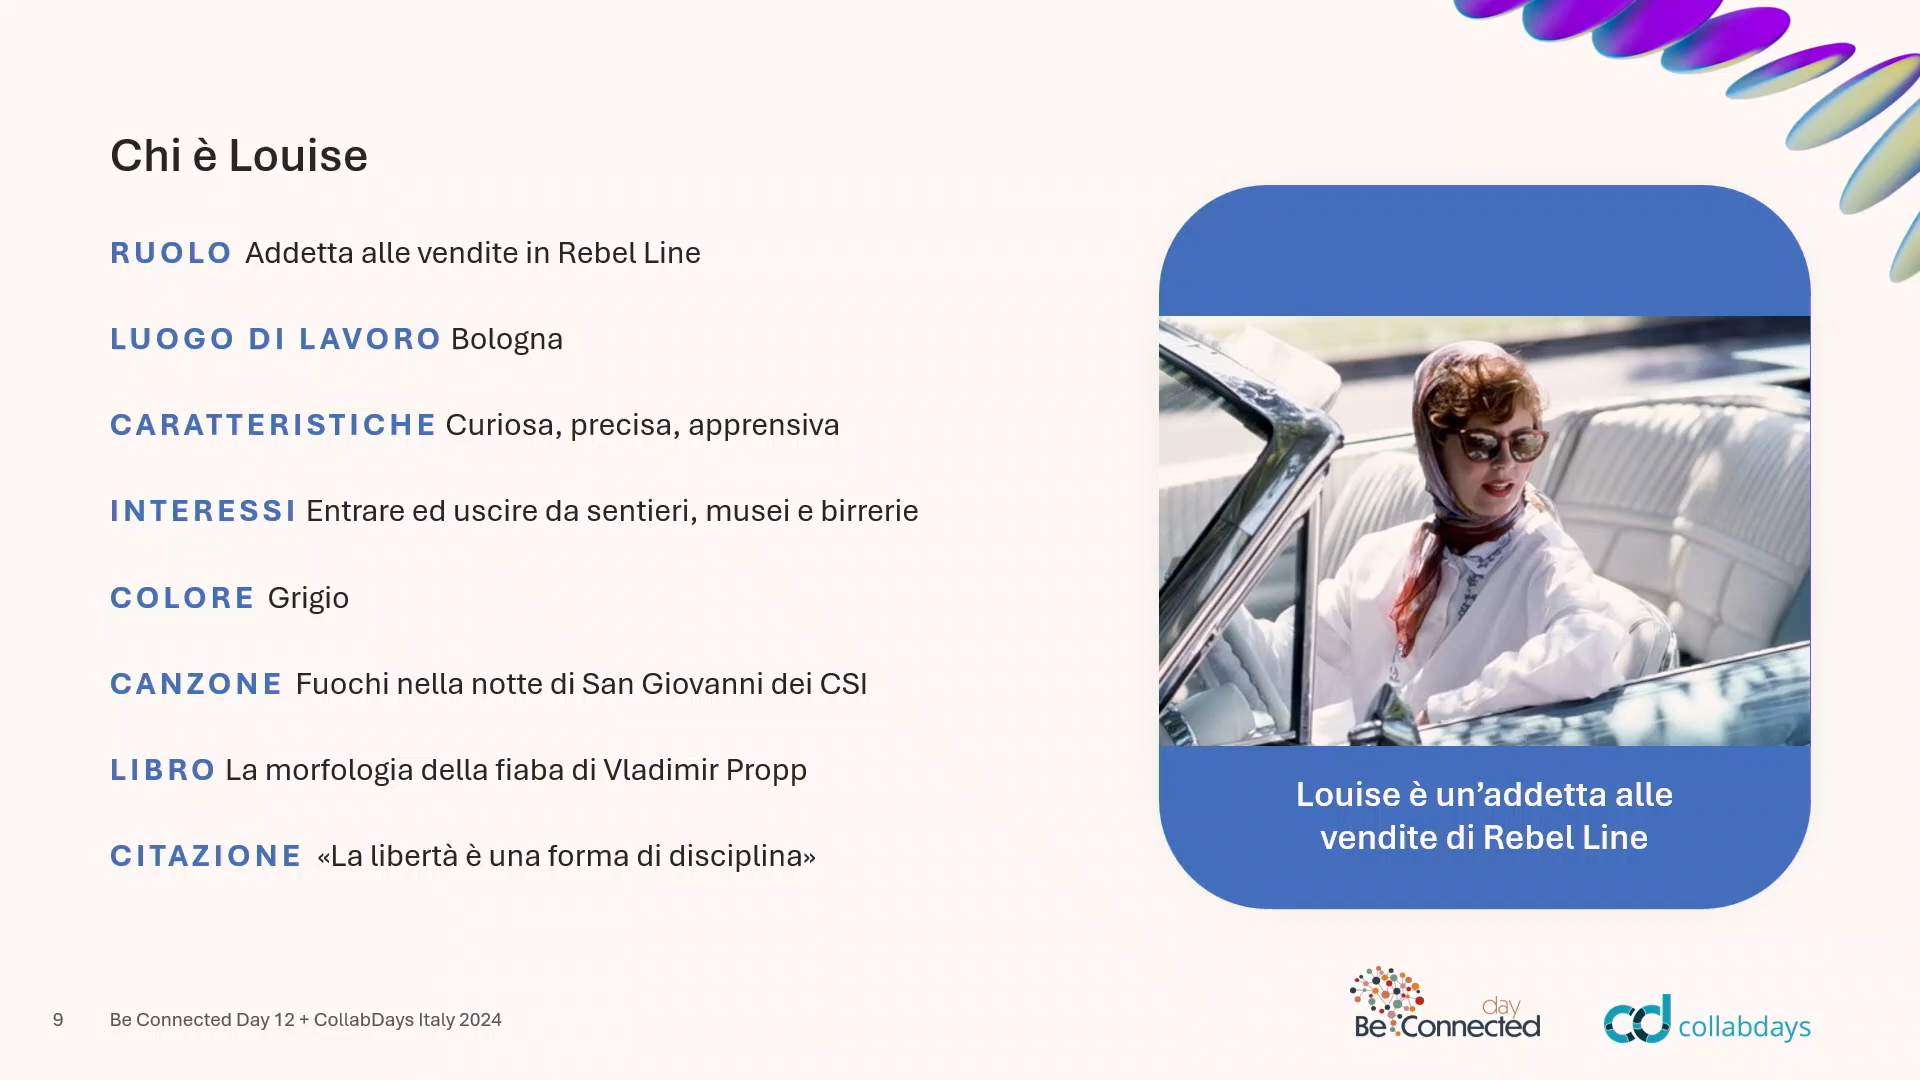 Chi è Louise
RUOLO Addetta alle vendite in Rebel Line
LUOGO DI LAVORO Bologna
CARATTERISTICHE Curiosa, precisa, apprensiva
INTERESSI Entrare ed uscire da sentieri, musei e birrerie
COLORE Grigio
CANZONE Fuochi nella notte di San Giovanni dei CSI
LIBRO La morfologia della fiaba di Vladimir Propp
CITAZIONE «La libertà è una forma di disciplina»
Louise è un’addetta alle
vendite di Rebel Line
9 Be Connected Day 12 + CollabDays Italy 2024
day
Be Connected
cd collabdays